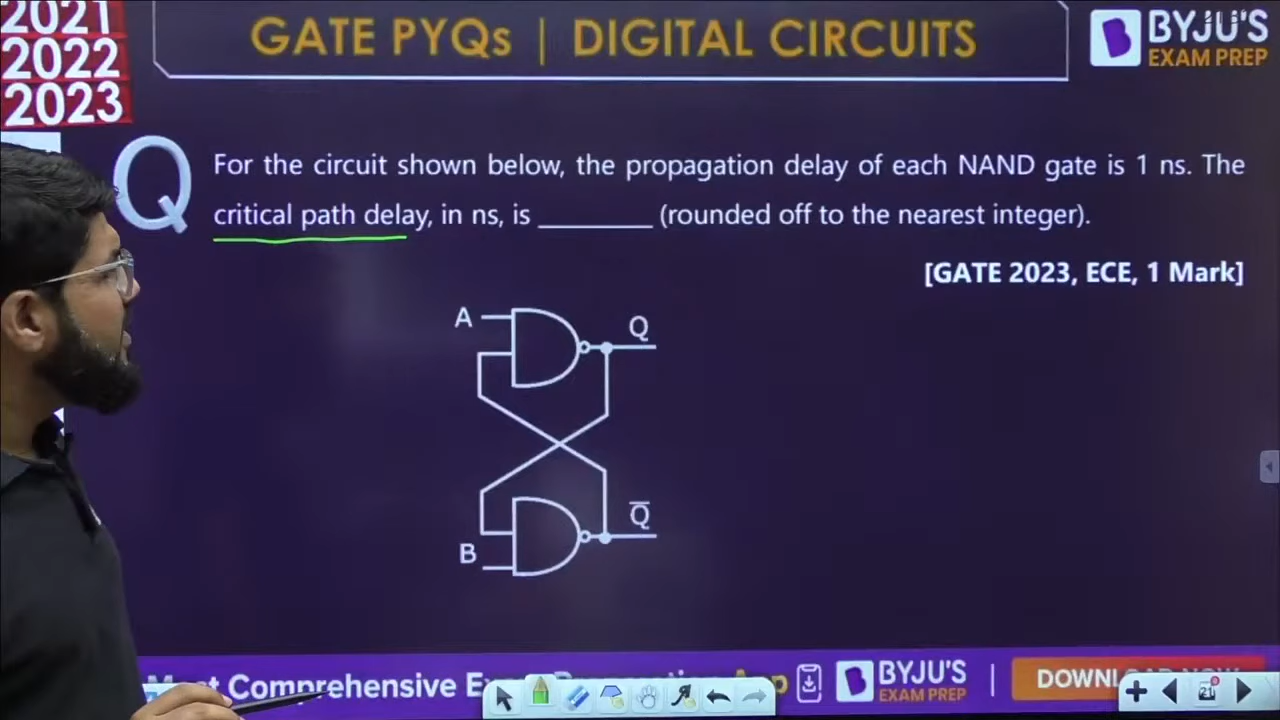 2021
2022
2023
GATE PYQs | DIGITAL CIRCUITS
BYJU'S
EXAM PREP
Q
For the circuit shown below, the propagation delay of each NAND gate is 1 ns. The
critical path delay, in ns, is ________ (rounded off to the nearest integer).
[GATE 2023, ECE, 1 Mark]
A
Q
Q̅
B
Comprehensive
BYJU'S
EXAM PREP
|
21